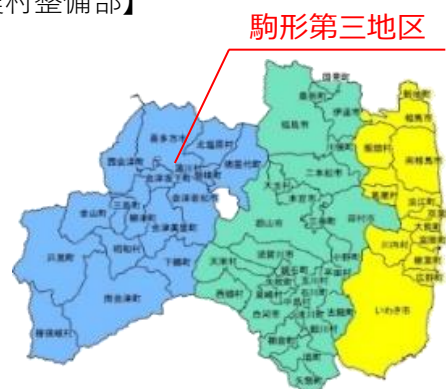 村整備部】
駒形第三地区
国見町
桑折町
伊達市
新地町
相馬市
福島市
喜多方市
北塩原村
川俣町
飯舘村
南相馬市
西会津町
湯川村
猪苗代町
磐梯町
会津坂下町
二本松市
大玉村
本宮市
葛尾村
浪江町
会津若松市
三島町
金山町
柳津町
郡山市
三春町
田村市
双葉町
大熊町
会津美里町
昭和村
川内村
富岡町
楢葉町
只見町
下郷町
天栄村
須賀川市
小野町
広野町
鏡石町
平田村
玉川村
矢吹町
石川町
南会津町
西郷村
泉崎村
中島村
いわき市
白河市
浅川町
古殿町
檜枝岐村
棚倉町
鮫川村
塙町
矢祭町